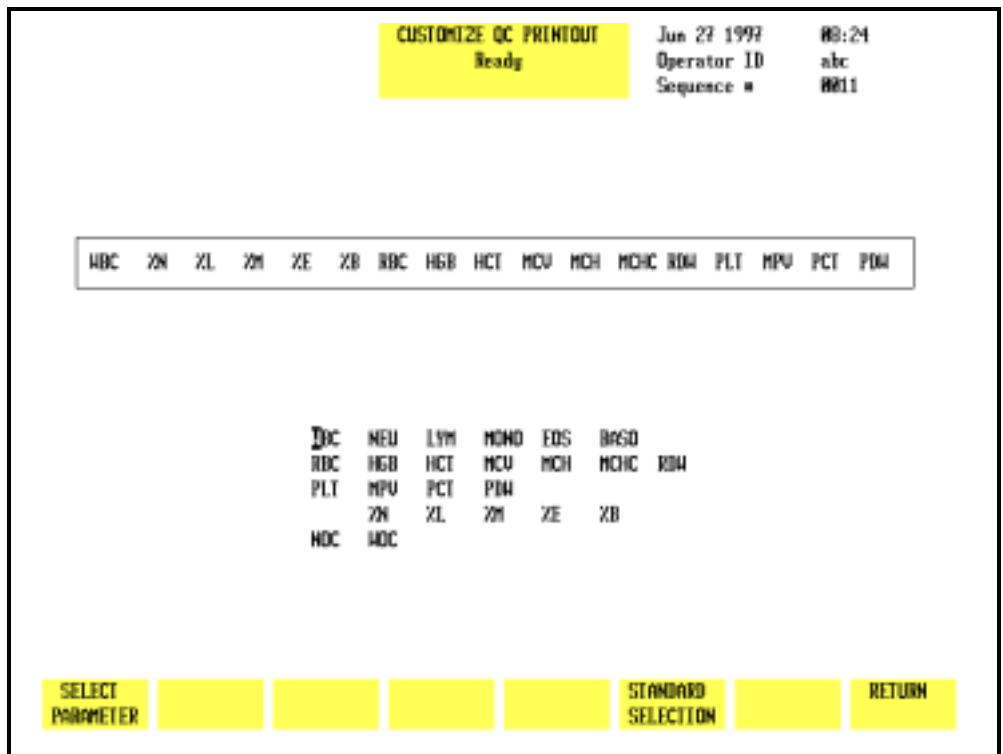 CUSTOMIZE QC PRINTOUT Jun 27 1997 08:24
Ready Operator ID abc
Sequence # 0011
WBC %N %L %M %E %B RBC HGB HCT MCV MCH MCHC RDW PLT MPV PCT PDW
WBC NEU LYM MONO EOS BASO
RBC HGB HCT MCV MCH MCHC RDW
PLT MPV PCT PDW
%N %L %M %E %B
NOC WOC
SELECT PARAMETER
STANDARD SELECTION
RETURN